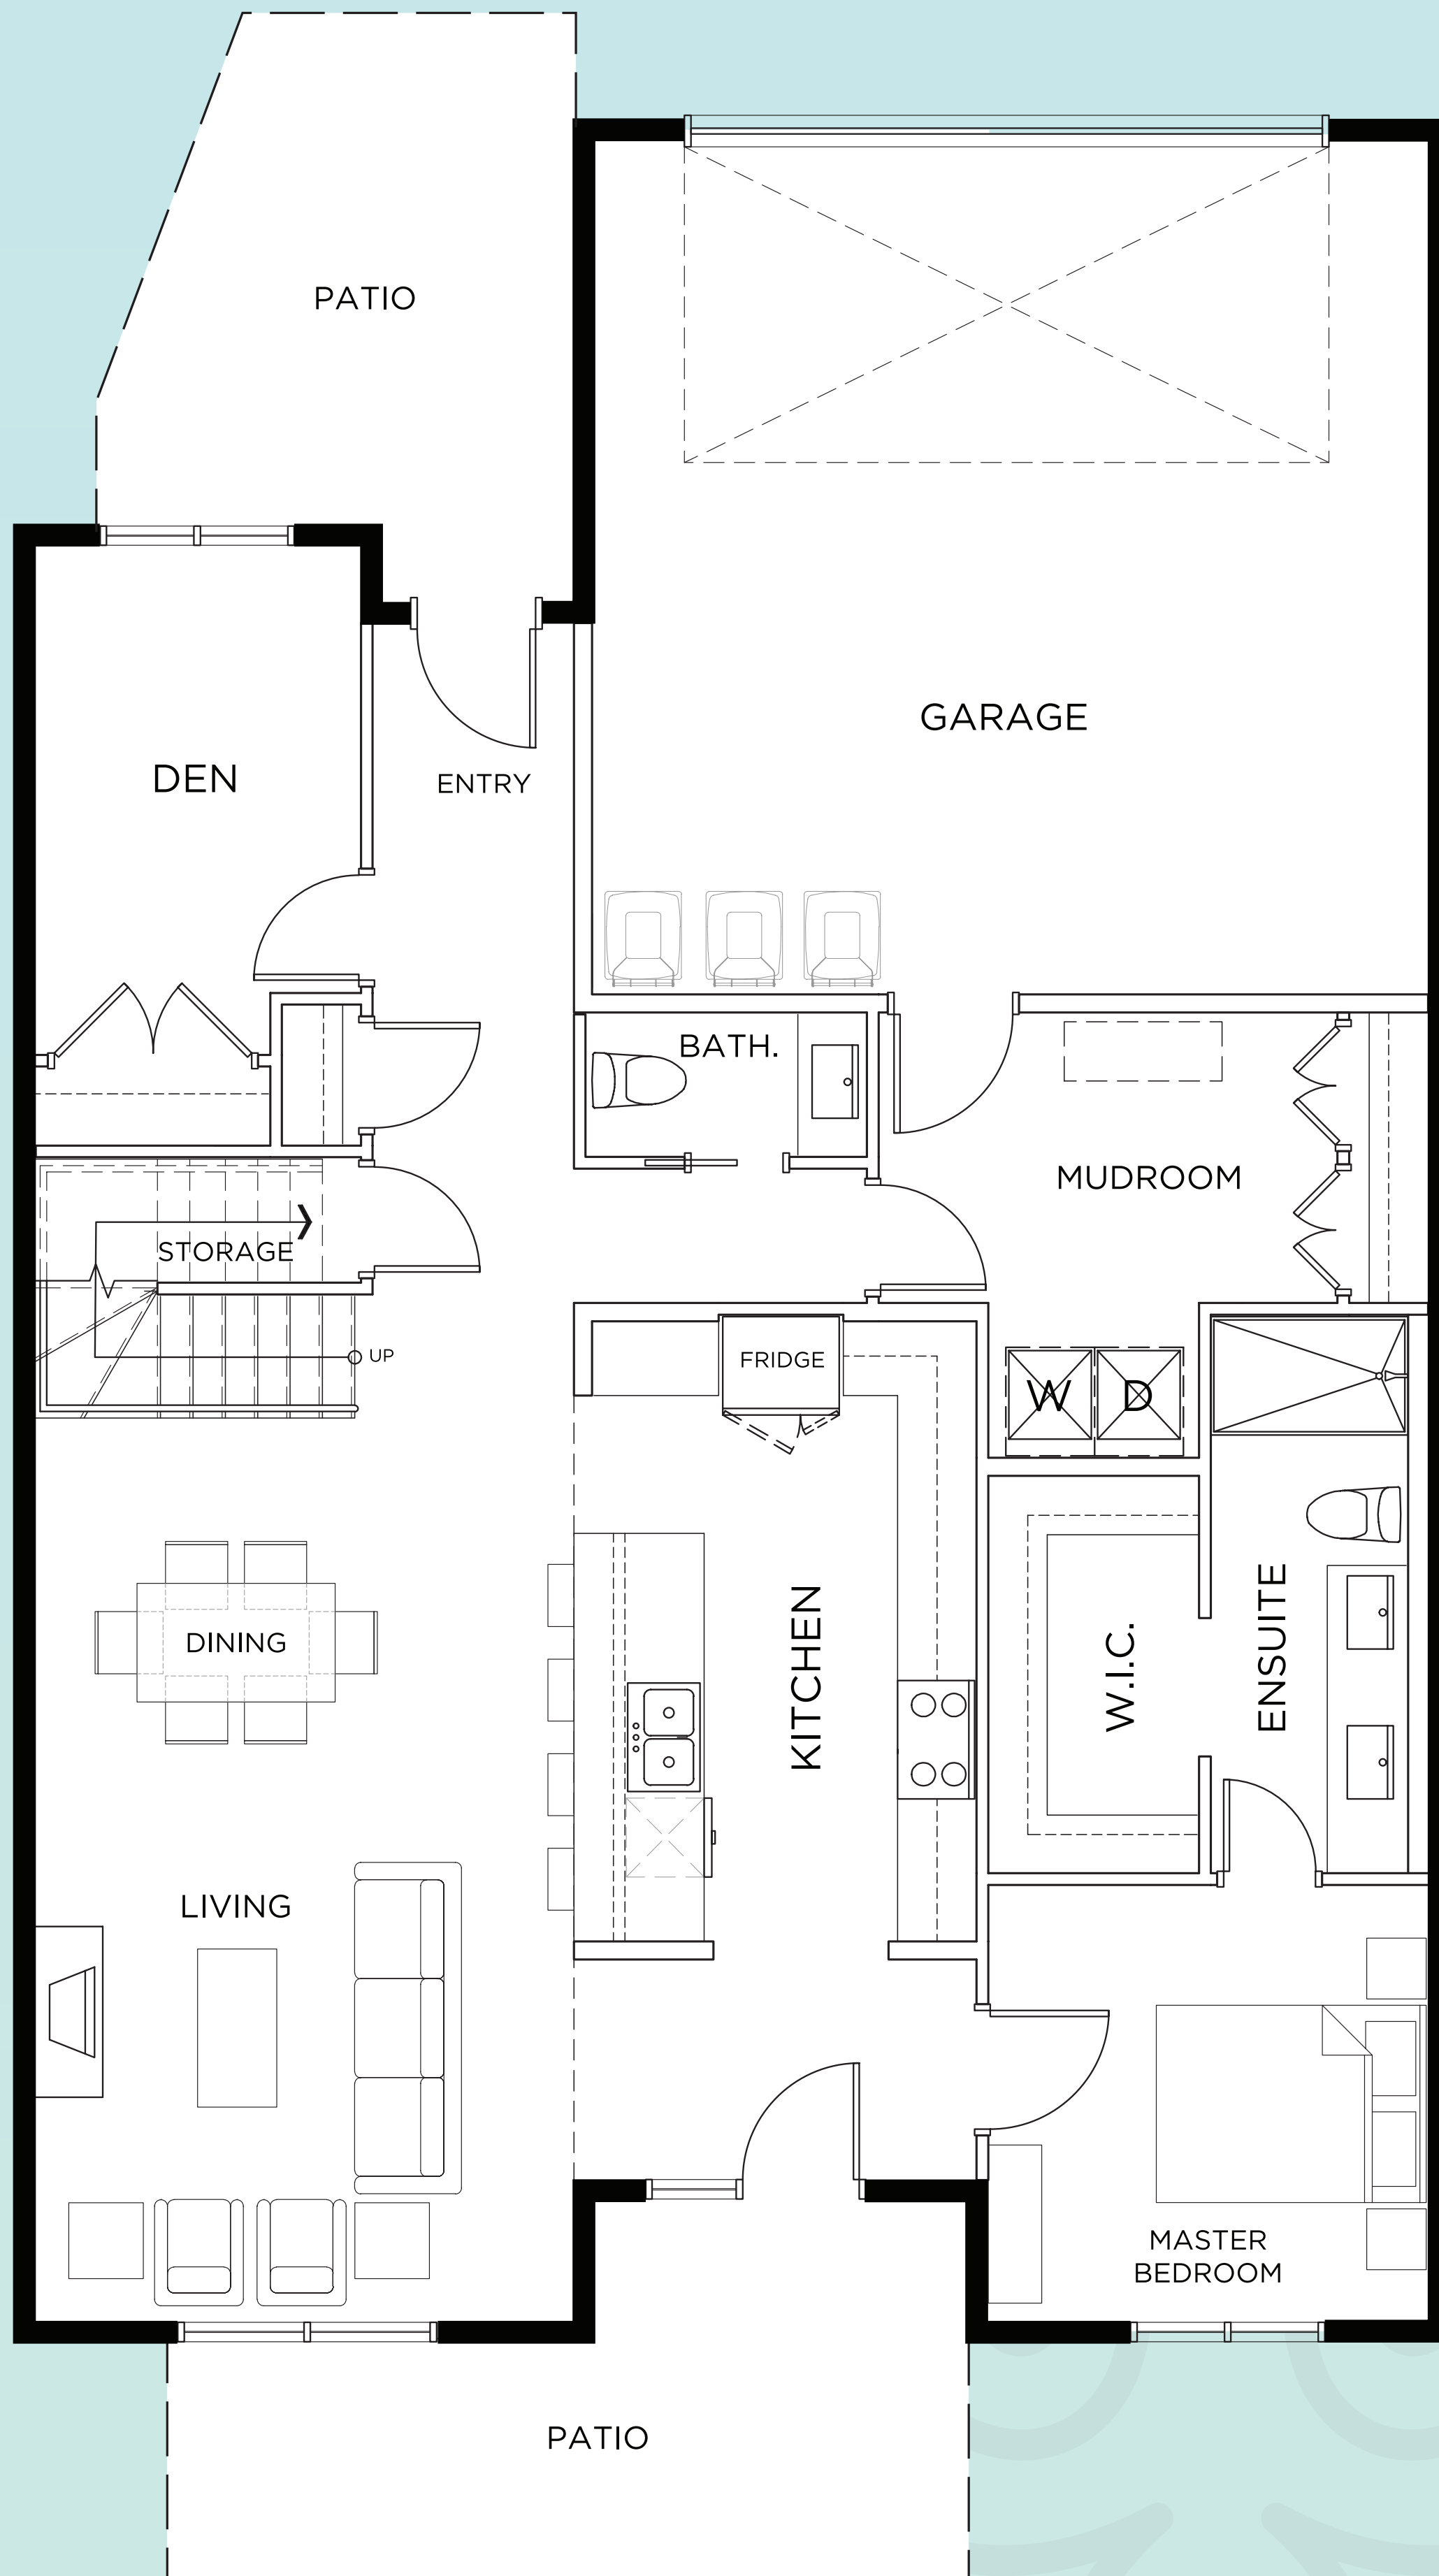 PATIO
GARAGE
DEN
ENTRY
BATH.
MUDROOM
STORAGE
UP
FRIDGE
W
D
DINING
KITCHEN
W.I.C.
ENSUITE
LIVING
MASTER
BEDROOM
PATIO